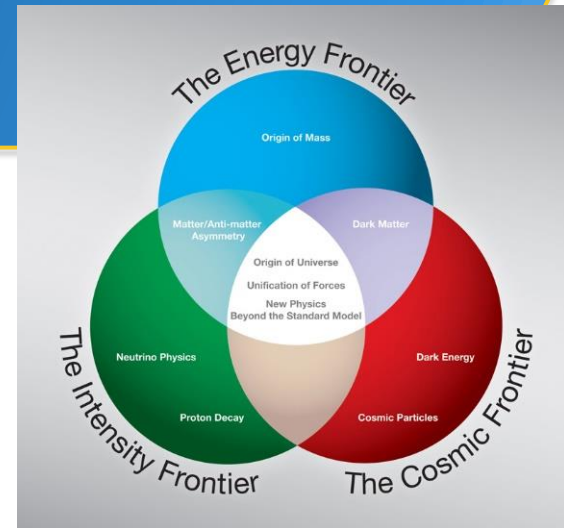 The Energy Frontier
Origin of Mass
Matter/Anti-matter
Asymmetry
Dark Matter
Origin of Universe
Unification of Forces
New Physics
Beyond the Standard Model
Neutrino Physics
Dark Energy
Proton Decay
Cosmic Particles
The Intensity Frontier
The Cosmic Frontier